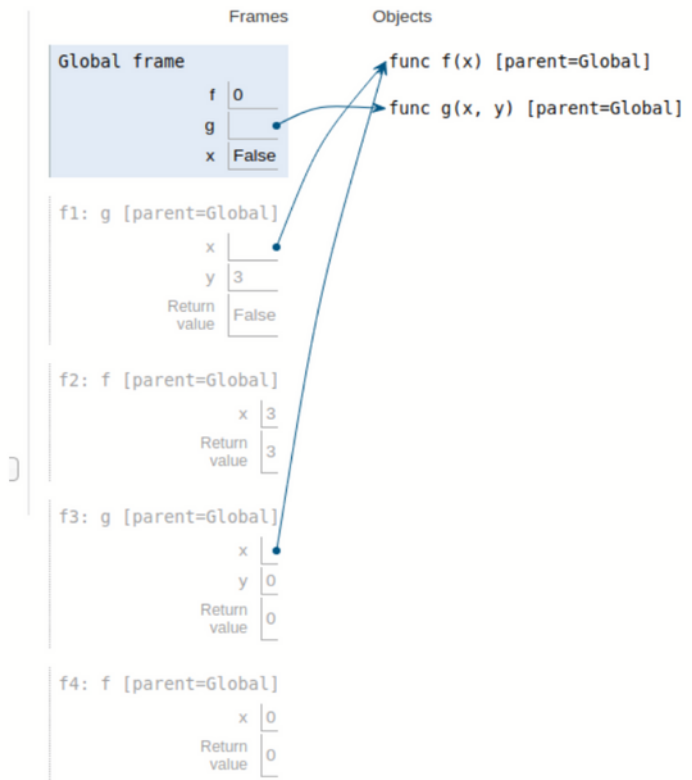 Frames Objects
Global frame
func f(x) [parent=Global]
f 0
func g(x, y) [parent=Global]
g
x False
f1: g [parent=Global]
x
y 3
Return
value False
f2: f [parent=Global]
x 3
Return
value 3
f3: g [parent=Global]
x
y 0
Return
value 0
f4: f [parent=Global]
x 0
Return
value 0